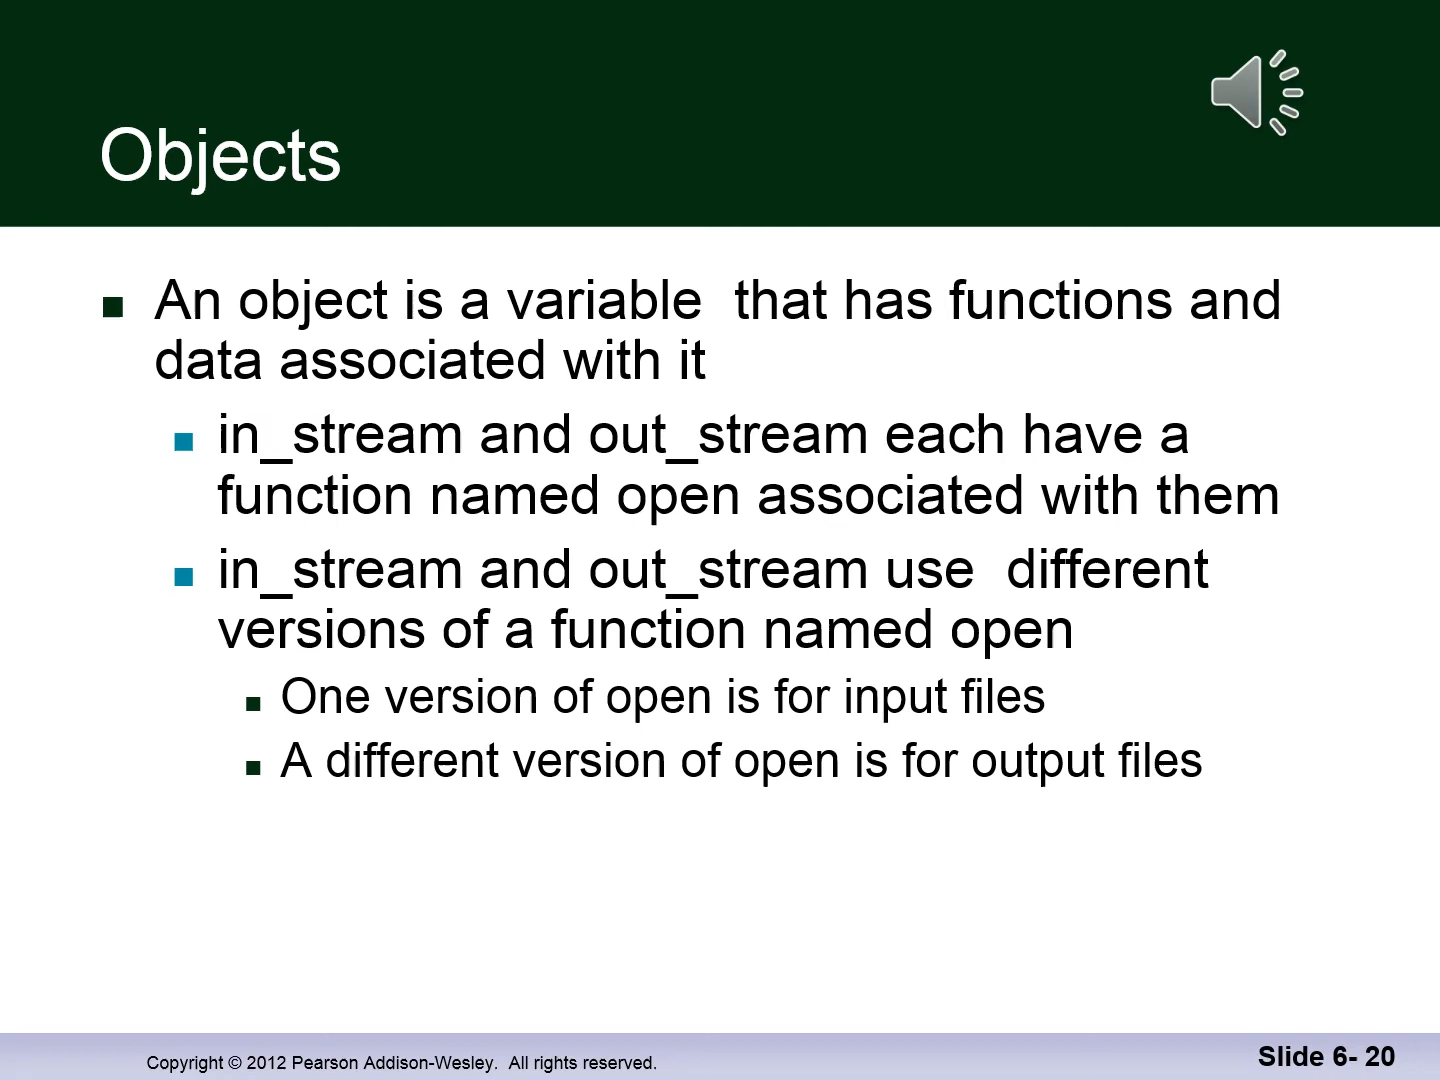 Objects
An object is a variable  that has functions and
data associated with it
in_stream and out_stream each have a
function named open associated with them
in_stream and out_stream use  different
versions of a function named open
One version of open is for input files
A different version of open is for output files
Copyright © 2012 Pearson Addison-Wesley.  All rights reserved.
Slide 6- 20